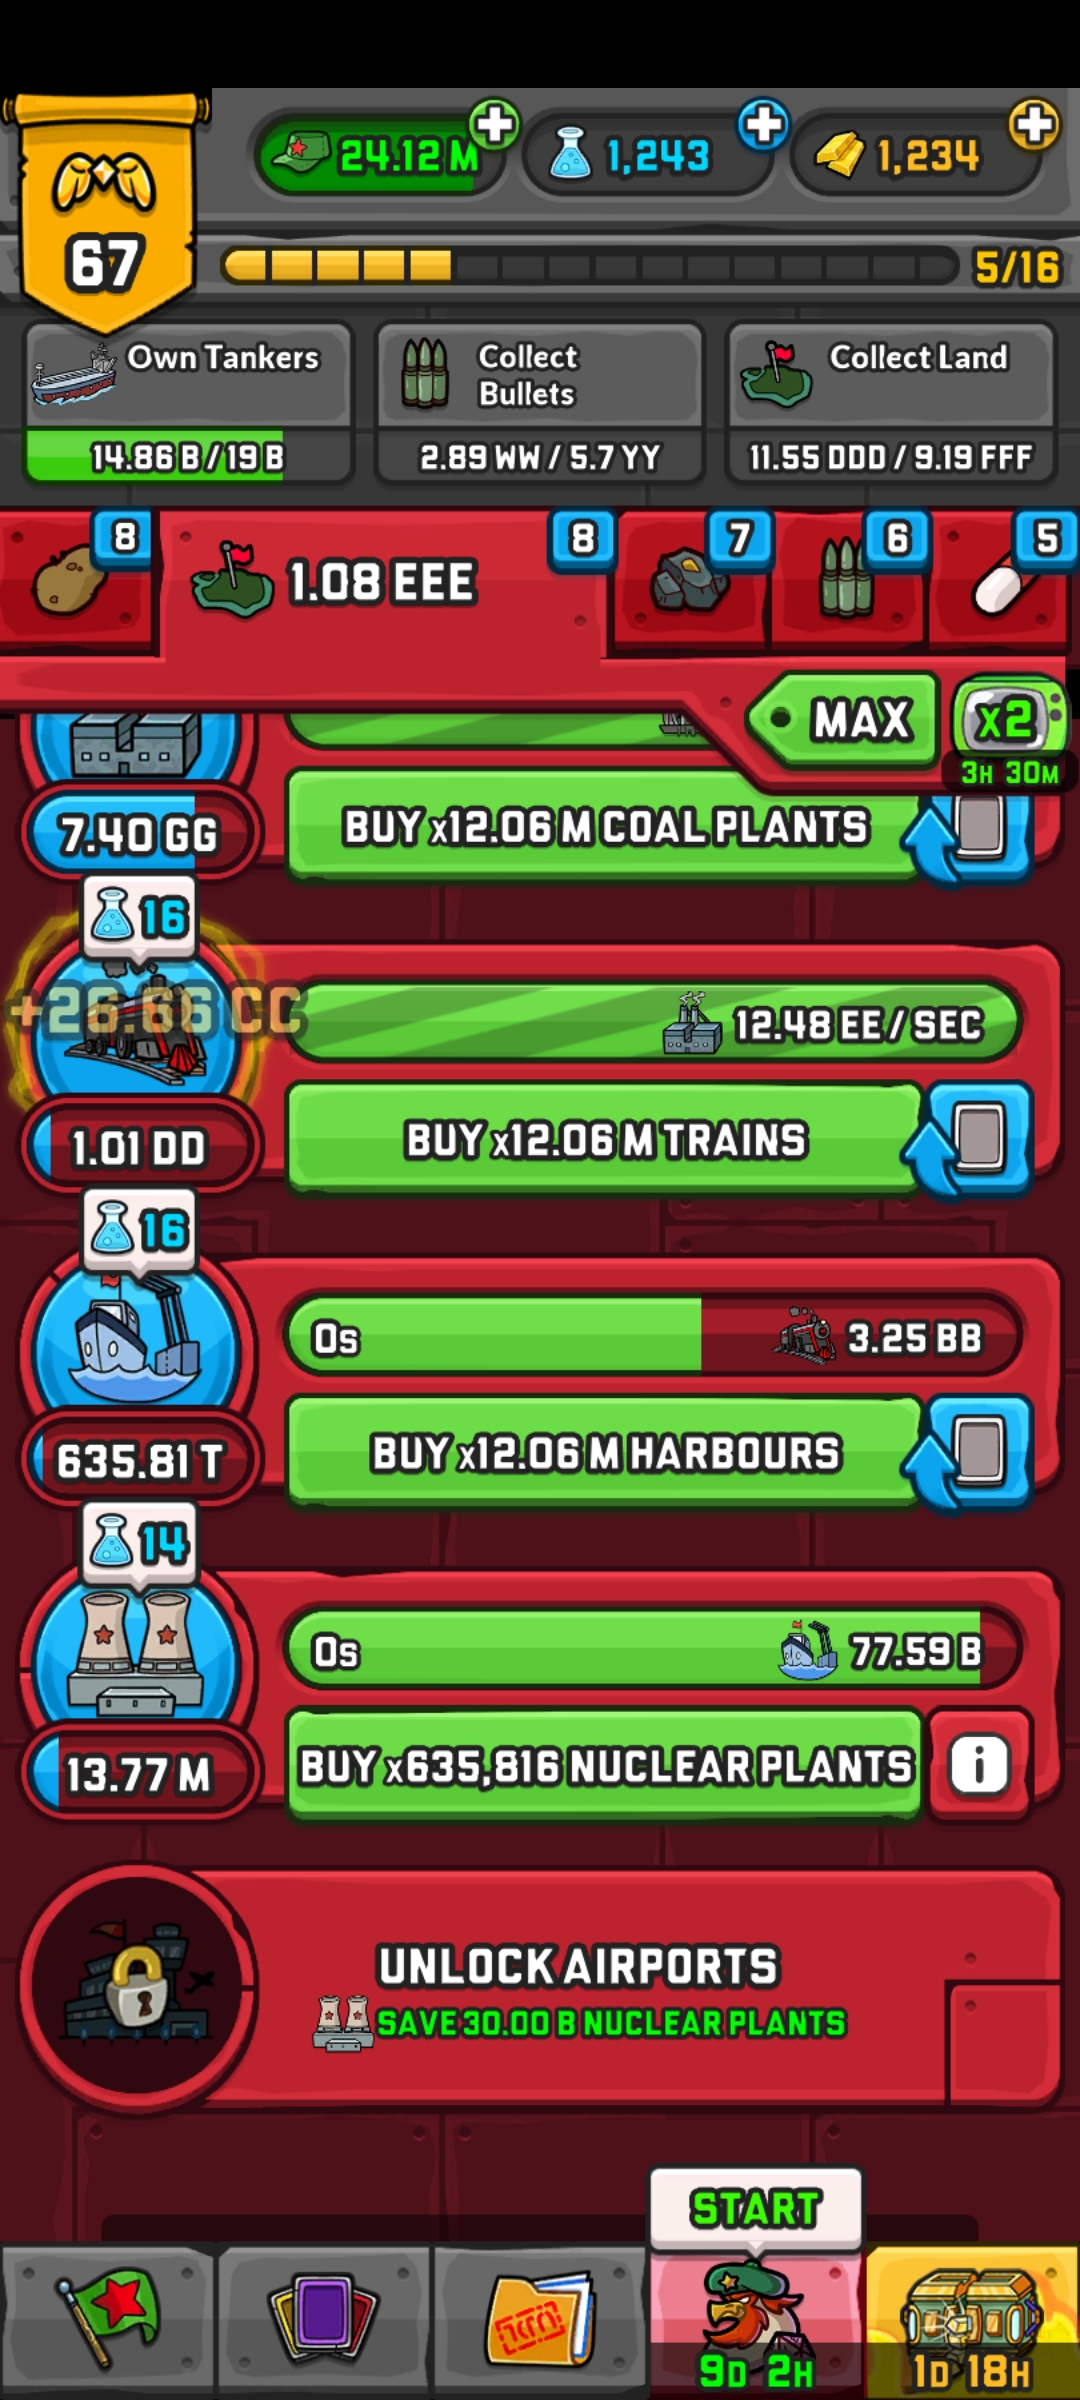 24.12 M
1,243
1,234
67
5/16
Own Tankers
14.86 B / 19 B
Collect
Bullets
2.89 WW / 5.7 YY
Collect Land
11.55 DDD / 9.19 FFF
8
1.08 EEE
8
7
6
5
MAX
x2
3H 30M
7.40 GG
BUY x12.06 M COAL PLANTS
16
+26.66 CC
12.48 EE / SEC
1.01 DD
BUY x12.06 M TRAINS
16
0s
3.25 BB
635.81 T
BUY x12.06 M HARBOURS
14
0s
77.59 B
13.77 M
BUY x635,816 NUCLEAR PLANTS
i
UNLOCK AIRPORTS
SAVE 30.00 B NUCLEAR PLANTS
START
9D 2H
1D 18H